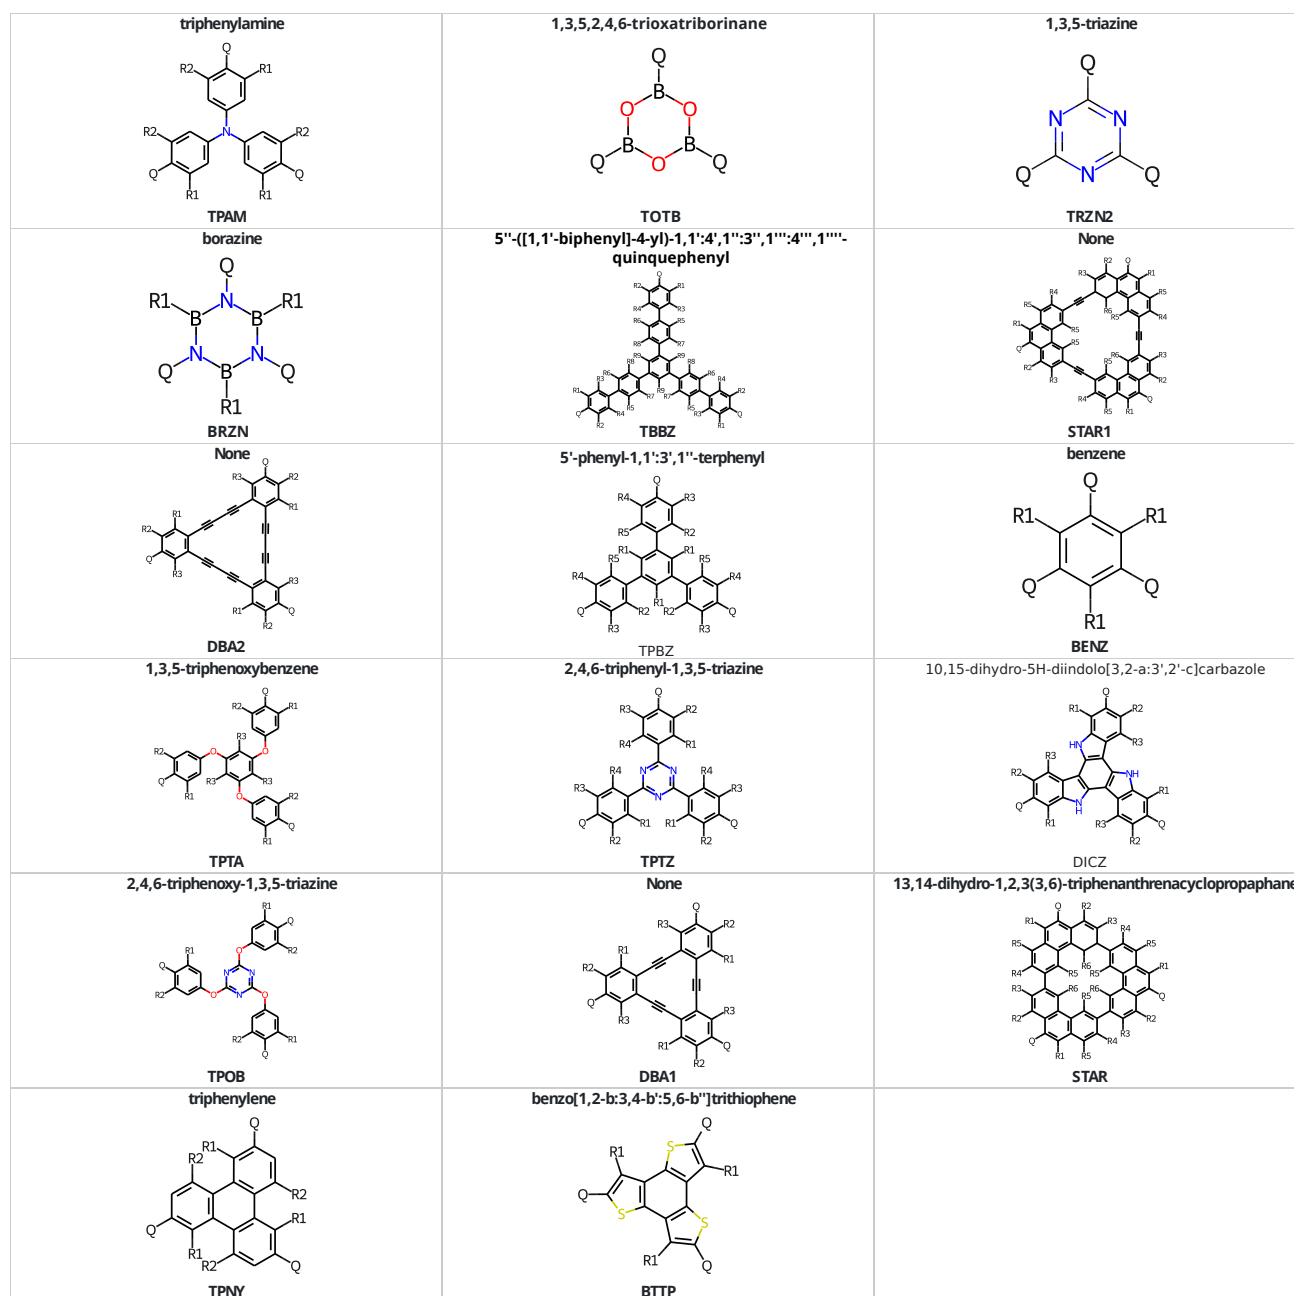 triphenylamine
1,3,5,2,4,6-trioxatriborinane
1,3,5-triazine
TPAM
TOTB
TRZN2
borazine
5''-([1,1'-biphenyl]-4-yl)-1,1':4',1'':3'',1''':4''',1''''-
quinquephenyl
None
BRZN
TBBZ
STAR1
None
5'-phenyl-1,1':3',1''-terphenyl
benzene
DBA2
TPBZ
BENZ
1,3,5-triphenoxybenzene
2,4,6-triphenyl-1,3,5-triazine
10,15-dihydro-5H-diindolo[3,2-a:3',2'-c]carbazole
TPTA
TPTZ
DICZ
2,4,6-triphenoxy-1,3,5-triazine
None
13,14-dihydro-1,2,3(3,6)-triphenanthrenacyclopropaphane
TPOB
DBA1
STAR
triphenylene
benzo[1,2-b:3,4-b':5,6-b'']trithiophene
TPNY
BTTP